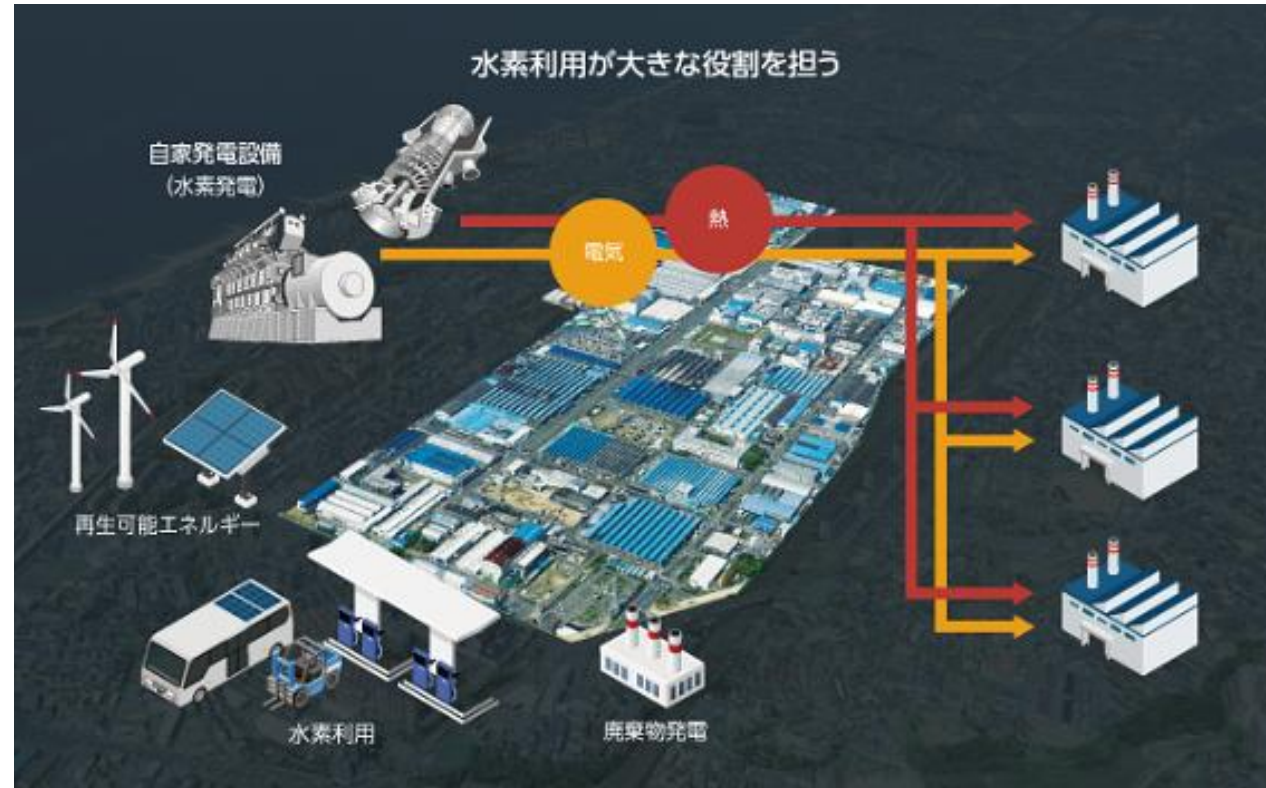 水素利用が大きな役割を担う
自家発電設備
（水素発電）
熱
電気
再生可能エネルギー
水素利用
廃棄物発電